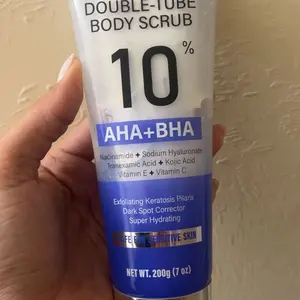 DOUBLE-TUBE
BODY SCRUB
10%
AHA+BHA
Niacinamide + Sodium Hyaluronate
Tranexamic Acid + Kojic Acid
Vitamin E + Vitamin C
Exfoliating Keratosis Pilaris
Dark Spot Corrector
Super Hydrating
SKIN
NET WT. 200g (7 oz)